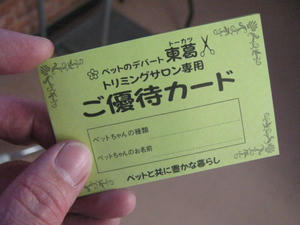 トーカツ
ペットのデパート東葛
トリミングサロン専用
ご優待カード
ペットちゃんの種類
ペットちゃんのお名前
ペットと共に豊かな暮らし